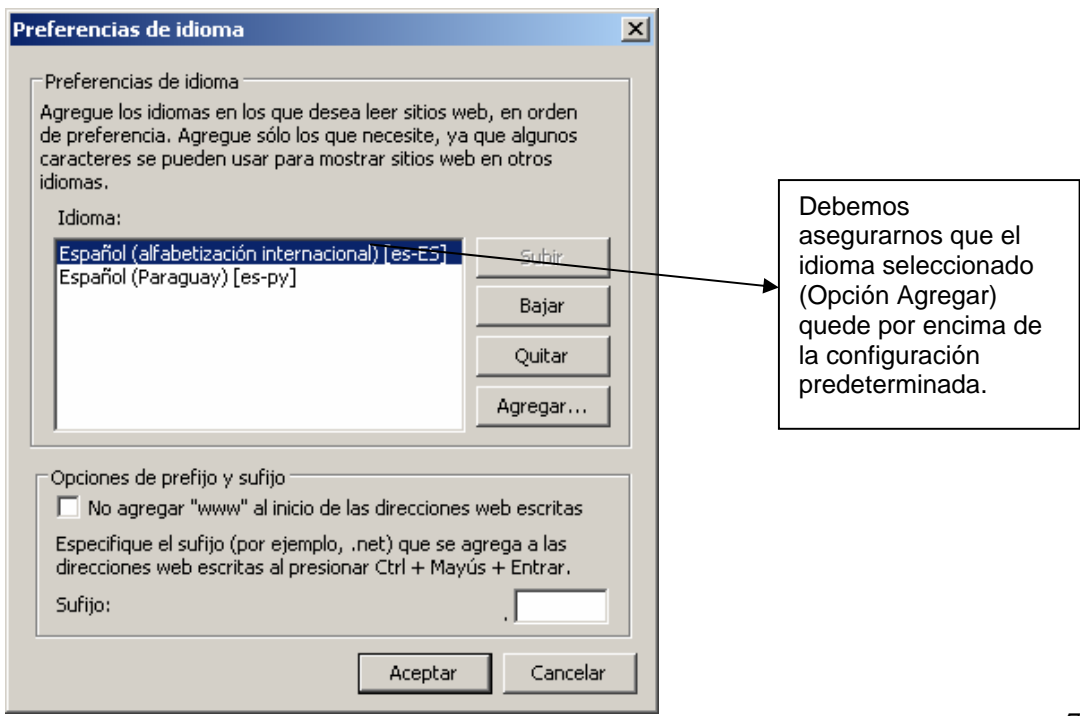 Preferencias de idioma
Preferencias de idioma
Agregue los idiomas en los que desea leer sitios web, en orden
de preferencia. Agregue sólo los que necesite, ya que algunos
caracteres se pueden usar para mostrar sitios web en otros
idiomas.
Idioma:
Español (alfabetización internacional) [es-ES]
Español (Paraguay) [es-py]
Subir
Bajar
Quitar
Agregar...
Opciones de prefijo y sufijo
No agregar "www" al inicio de las direcciones web escritas
Especifique el sufijo (por ejemplo, .net) que se agrega a las
direcciones web escritas al presionar Ctrl + Mayús + Entrar.
Sufijo: .
Aceptar
Cancelar
Debemos
asegurarnos que el
idioma seleccionado
(Opción Agregar)
quede por encima de
la configuración
predeterminada.